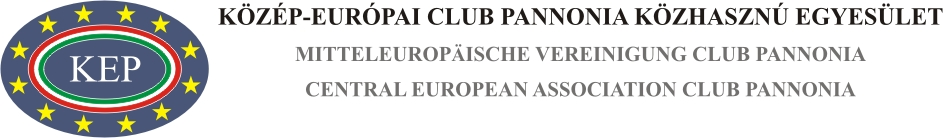 KEP
KÖZÉP-EURÓPAI CLUB PANNONIA KÖZHASZNÚ EGYESÜLET
MITTELEUROPÄISCHE VEREINIGUNG CLUB PANNONIA
CENTRAL EUROPEAN ASSOCIATION CLUB PANNONIA